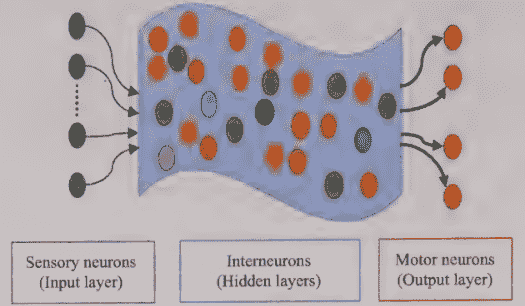 Sensory neurons
(Input layer)
Interneurons
(Hidden layers)
Motor neurons
(Output layer)